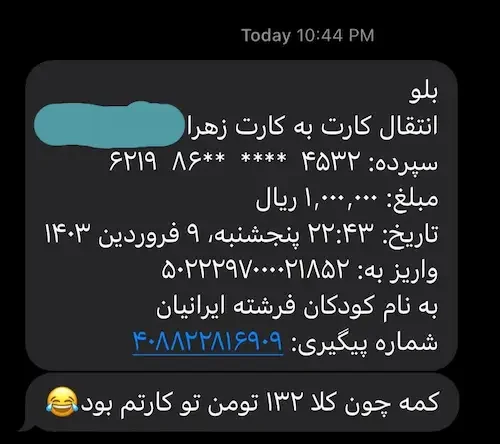 Today 10:44 PM
بلو
انتقال کارت به کارت زهرا
سپرده: ۴۵۳۲ **** **۸۶ ۶۲۱۹
مبلغ: ۱,۰۰۰,۰۰۰ ریال
تاریخ: ۲۲:۴۳ پنجشنبه، ۹ فروردین ۱۴۰۳
واریز به: ۵۰۲۲۲۹۷۰۰۰۰۲۱۸۵۲
به نام کودکان فرشته ایرانیان
شماره پیگیری: ۴۰۸۸۲۲۸۱۶۹۰۹
کمه چون کلا ۱۳۲ تومن تو کارتم بود😂